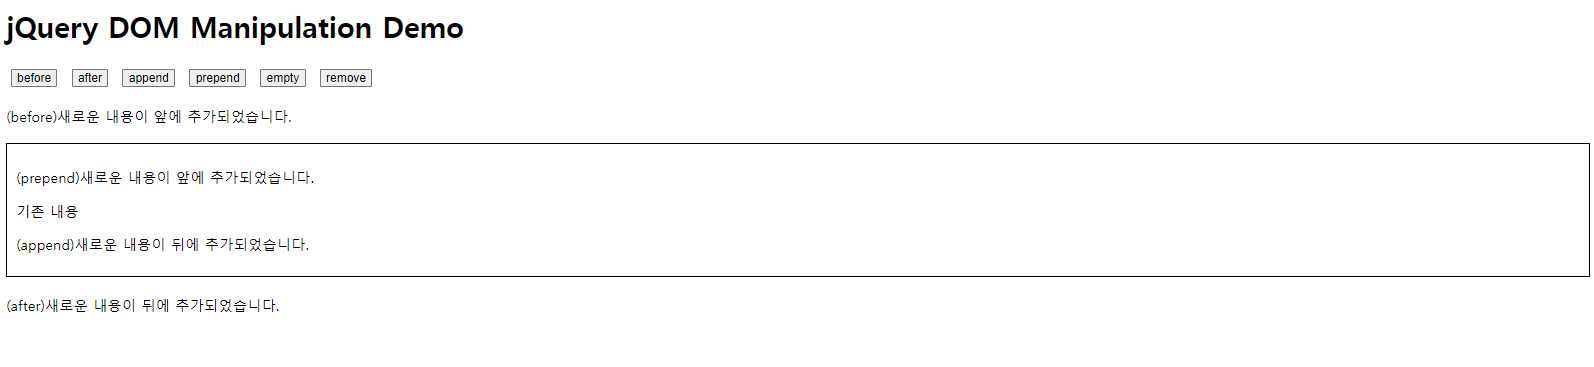 jQuery DOM Manipulation Demo
before after append prepend empty remove
(before)새로운 내용이 앞에 추가되었습니다.
(prepend)새로운 내용이 앞에 추가되었습니다.
기존 내용
(append)새로운 내용이 뒤에 추가되었습니다.
(after)새로운 내용이 뒤에 추가되었습니다.